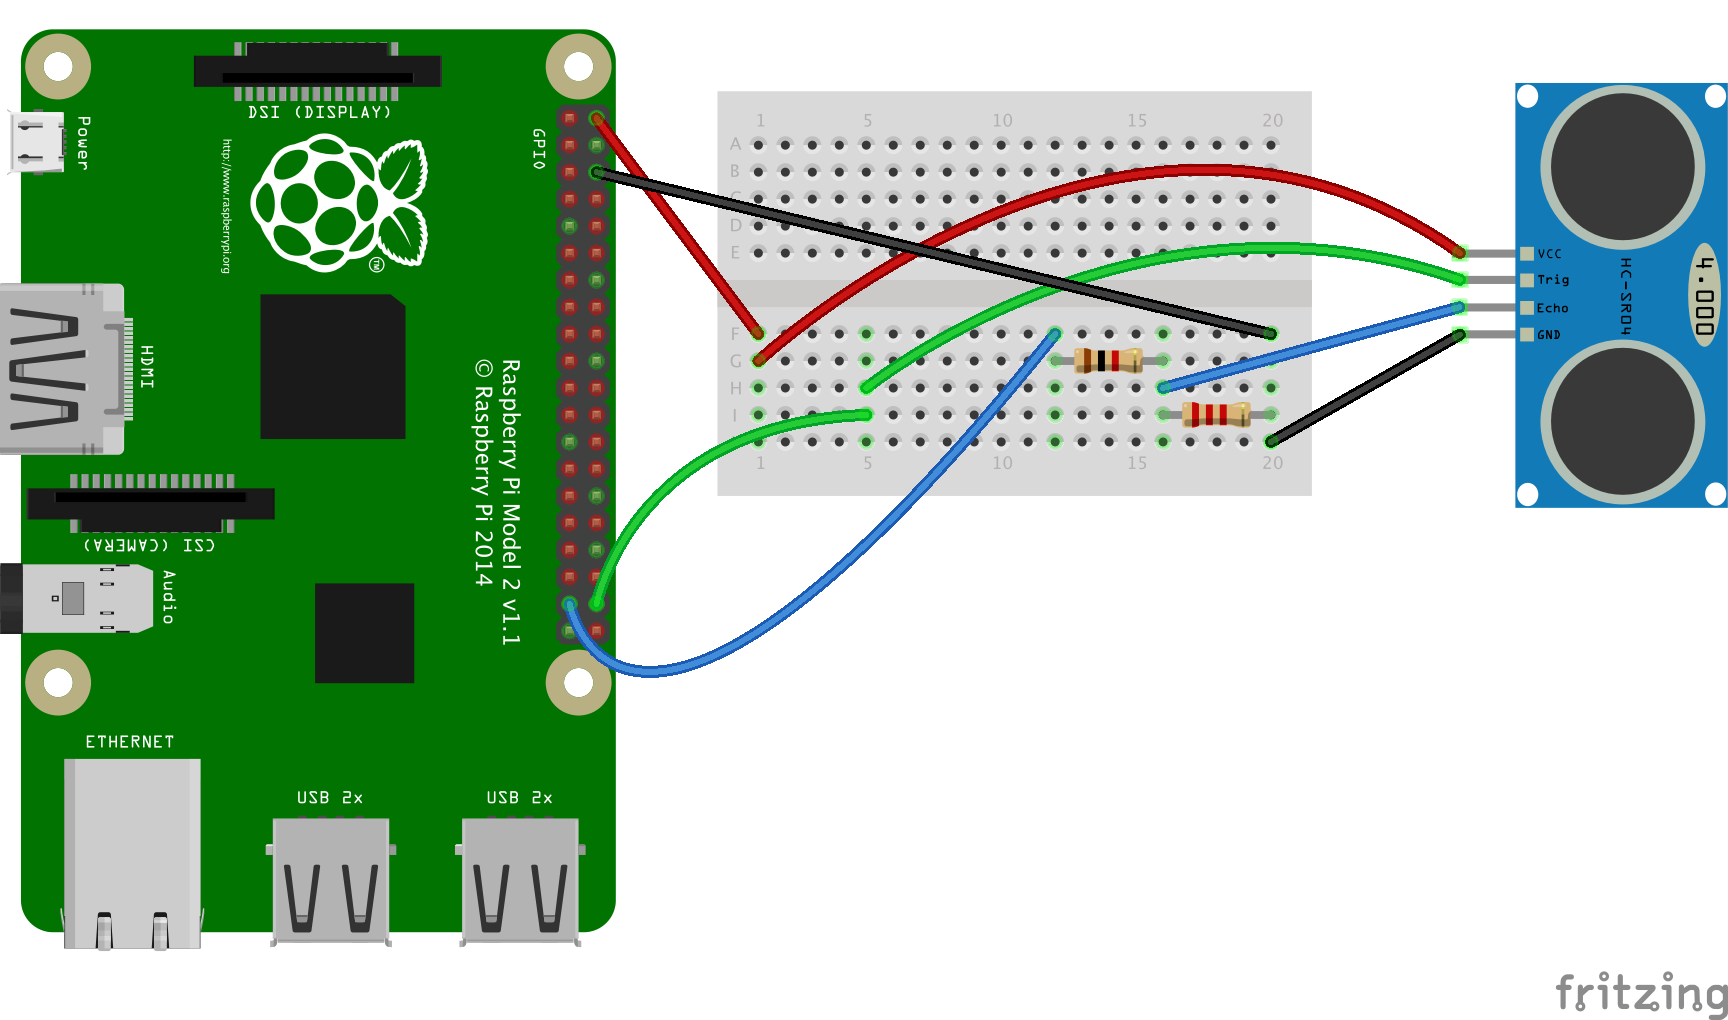 DSI (DISPLAY)
Power
http://www.raspberrypi.org
TM
GPIO
HDMI
Raspberry Pi Model 2 v1.1
© Raspberry Pi 2014
CSI (CAMERA)
Audio
ETHERNET
USB 2x
USB 2x
1 5 10 15 20
A
B
C
D
E
F
G
H
I
1 5 10 15 20
VCC
Trig
Echo
GND
HC-SR04
4.000
fritzing